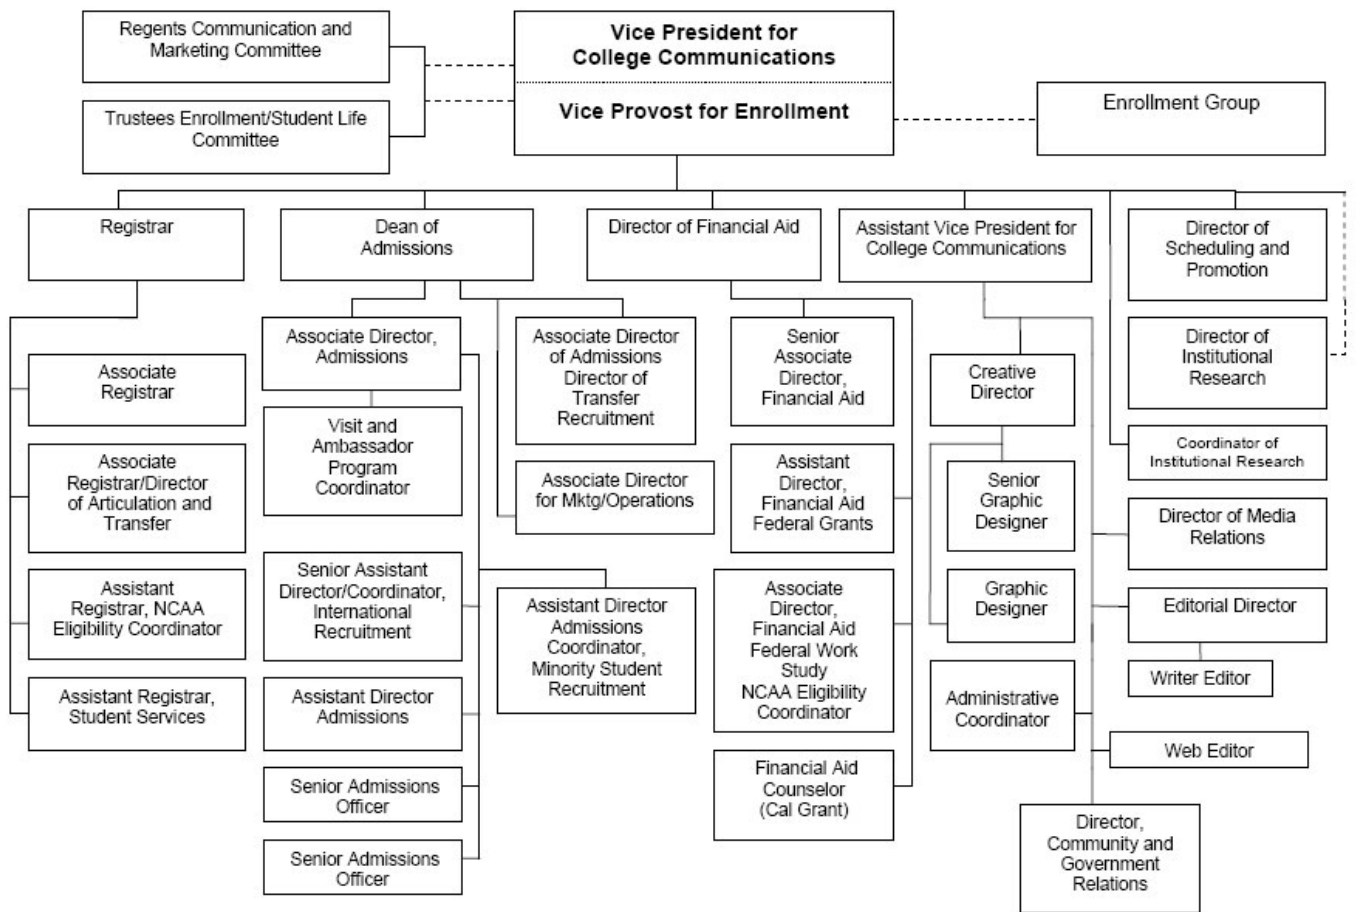 Regents Communication and
Marketing Committee
Trustees Enrollment/Student Life
Committee
Vice President for
College Communications
Vice Provost for Enrollment
Enrollment Group
Registrar
Dean of
Admissions
Director of Financial Aid
Assistant Vice President for
College Communications
Director of
Scheduling and
Promotion
Associate
Registrar
Associate
Registrar/Director
of Articulation and
Transfer
Assistant
Registrar, NCAA
Eligibility Coordinator
Assistant Registrar,
Student Services
Associate Director,
Admissions
Visit and
Ambassador
Program
Coordinator
Senior Assistant
Director/Coordinator,
International
Recruitment
Assistant Director
Admissions
Senior Admissions
Officer
Senior Admissions
Officer
Associate Director
of Admissions
Director of
Transfer
Recruitment
Associate Director
for Mktg/Operations
Assistant Director
Admissions
Coordinator,
Minority Student
Recruitment
Senior
Associate
Director,
Financial Aid
Assistant
Director,
Financial Aid
Federal Grants
Associate
Director,
Financial Aid
Federal Work
Study
NCAA Eligibility
Coordinator
Financial Aid
Counselor
(Cal Grant)
Creative
Director
Senior
Graphic
Designer
Graphic
Designer
Administrative
Coordinator
Director of
Institutional
Research
Coordinator of
Institutional Research
Director of Media
Relations
Editorial Director
Writer Editor
Web Editor
Director,
Community and
Government
Relations